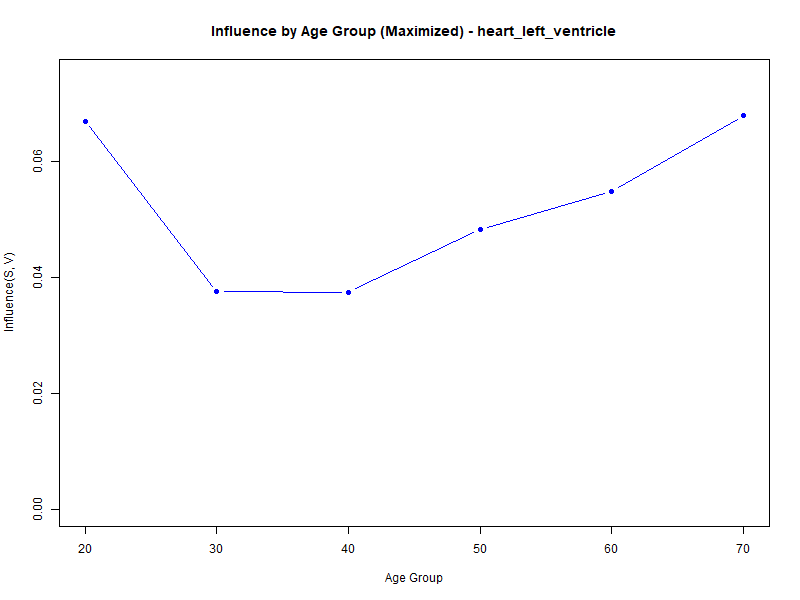 Influence by Age Group (Maximized) - heart_left_ventricle
Influence(S, V)
0.06
0.04
0.02
0.00
20 30 40 50 60 70
Age Group